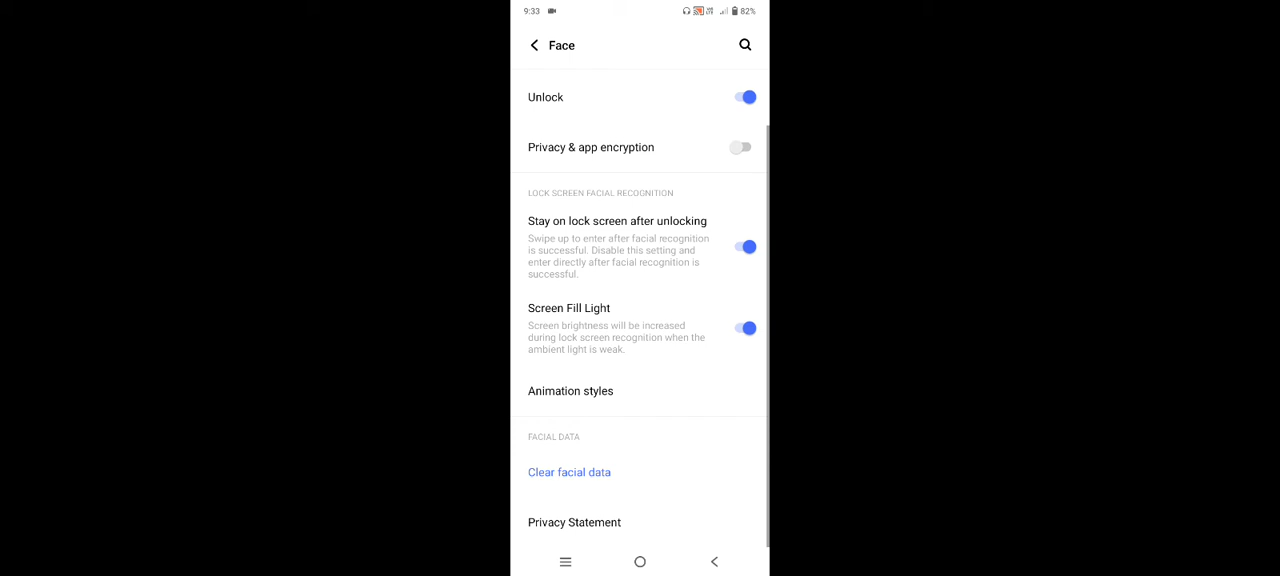 9:33
82%
Face
Unlock
Privacy & app encryption
LOCK SCREEN FACIAL RECOGNITION
Stay on lock screen after unlocking
Swipe up to enter after facial recognition
is successful. Disable this setting and
enter directly after facial recognition is
successful.
Screen Fill Light
Screen brightness will be increased
during lock screen recognition when the
ambient light is weak.
Animation styles
FACIAL DATA
Clear facial data
Privacy Statement